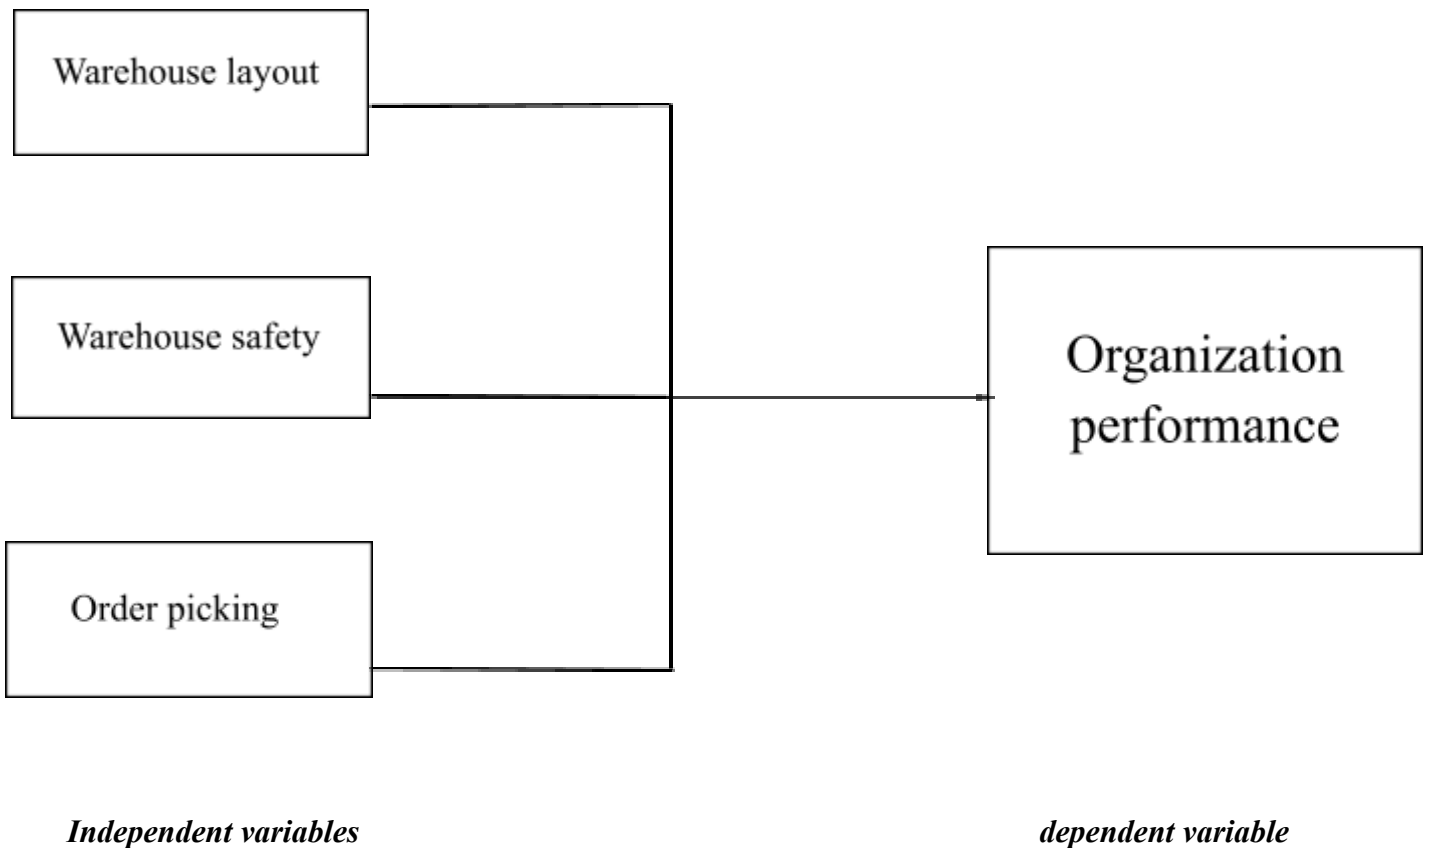 Warehouse layout
Warehouse safety
Organization
performance
Order picking
Independent variables
dependent variable